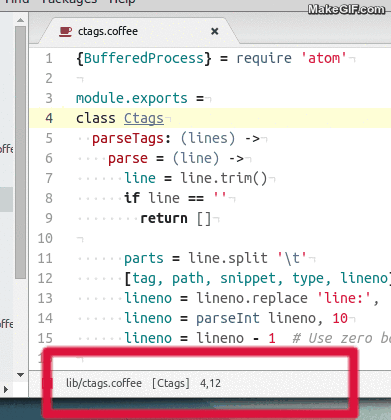 Packages
Help
MakeGIF.com
ctags.coffee
1 {BufferedProcess} = require 'atom'
2
3 module.exports =
4 class Ctags
5 parseTags: (lines) ->
6 parse = (line) ->
7 line = line.trim()
8 if line == ''
9 return []
10
11 parts = line.split '\t'
12 [tag, path, snippet, type, lineno]
13 lineno = lineno.replace 'line:',
14 lineno = parseInt lineno, 10
15 lineno = lineno - 1 # Use zero b
lib/ctags.coffee [Ctags] 4,12